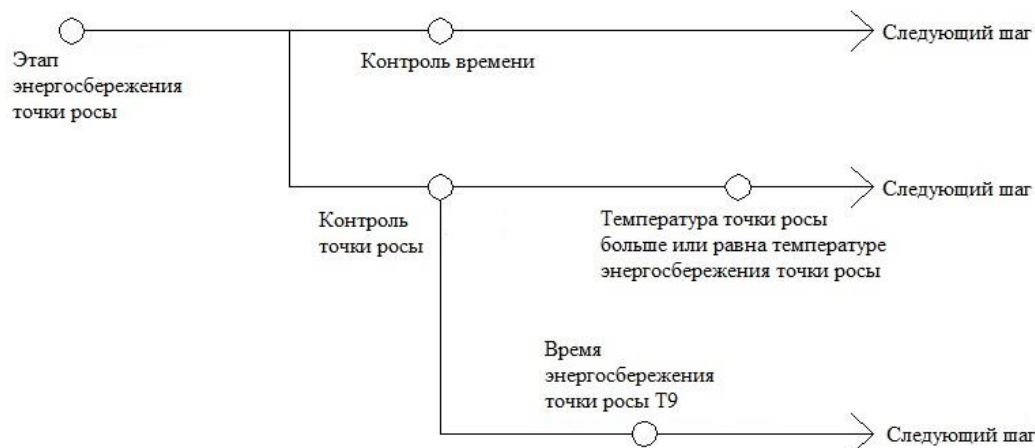 Следующий шаг
Этап
энергосбережения
точки росы
Контроль времени
Следующий шаг
Контроль
точки росы
Температура точки росы
больше или равна температуре
энергосбережения точки росы
Время
энергосбережения
точки росы Т9
Следующий шаг